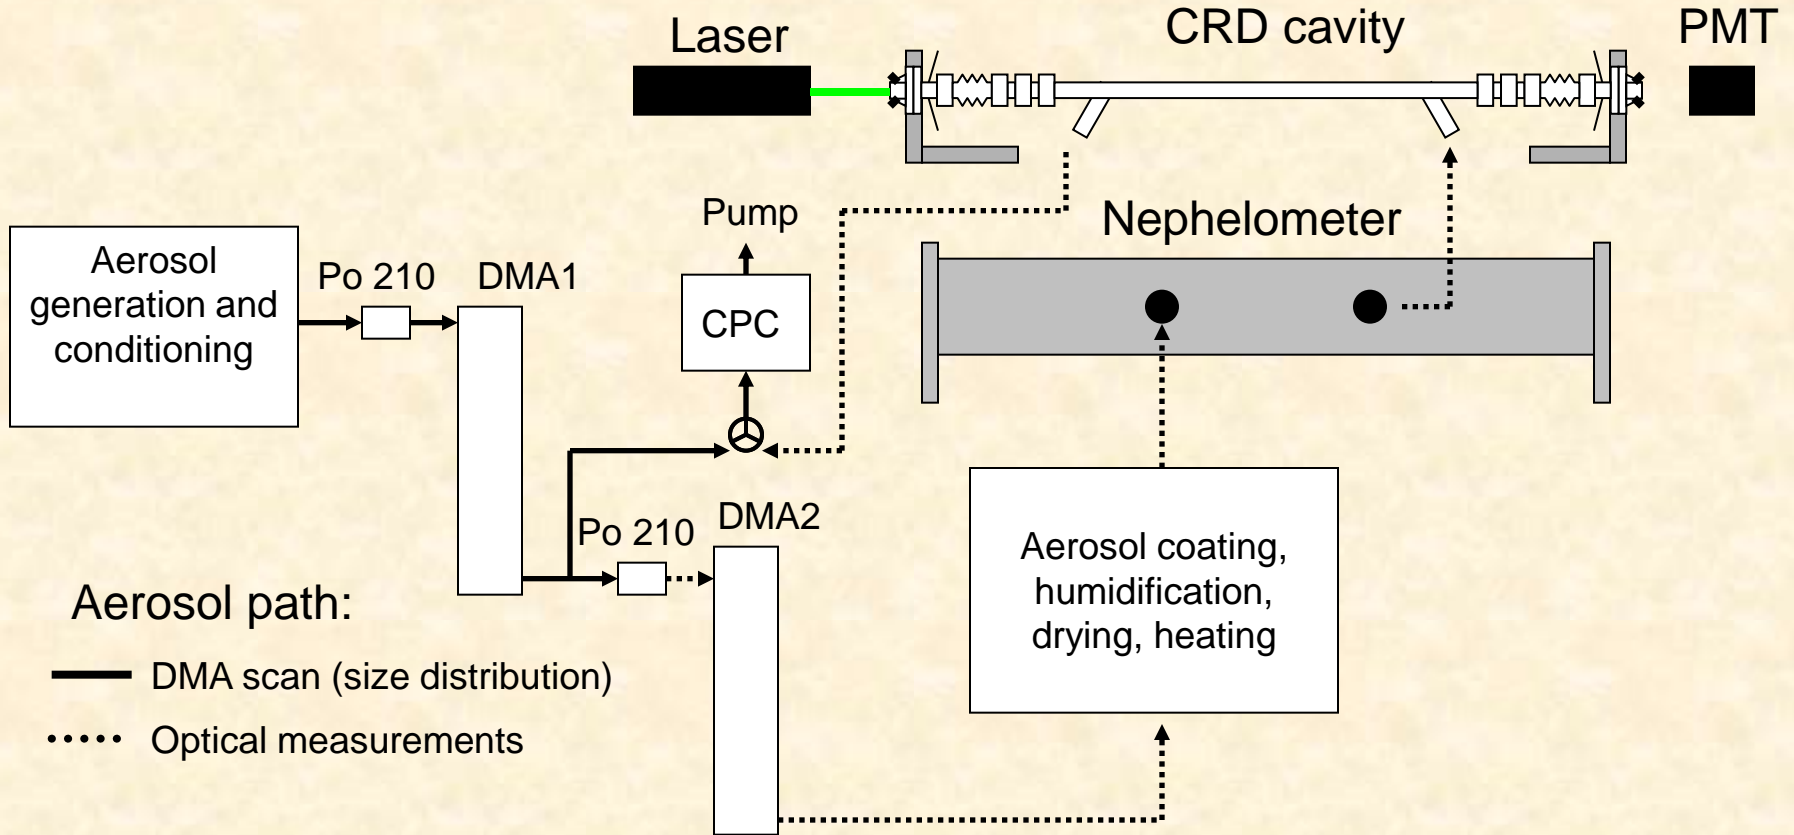 Laser
CRD cavity
PMT
Pump
Nephelometer
Aerosol
generation and
conditioning
Po 210
DMA1
CPC
Po 210
DMA2
Aerosol coating,
humidification,
drying, heating
Aerosol path:
DMA scan (size distribution)
Optical measurements